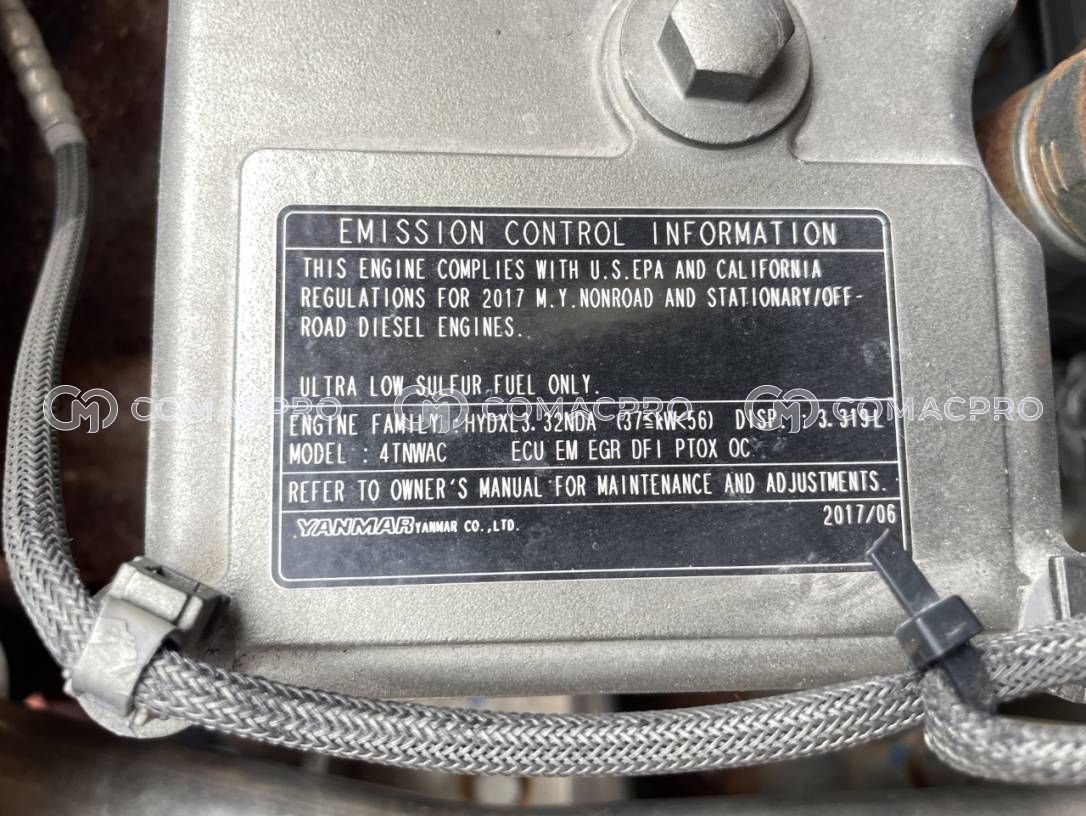 EMISSION CONTROL INFORMATION
THIS ENGINE COMPLIES WITH U.S.EPA AND CALIFORNIA
REGULATIONS FOR 2017 M.Y.NONROAD AND STATIONARY/OFF-
ROAD DIESEL ENGINES.
ULTRA LOW SULFUR FUEL ONLY.
COMACPRO COMACPRO COMACPRO
ENGINE FAMILY : HYDXL3.32NDA (37≦kW<56) DISP. : 3.319L
MODEL : 4TNWAC ECU EM EGR DFI PTOX OC
REFER TO OWNER'S MANUAL FOR MAINTENANCE AND ADJUSTMENTS.
YANMAR YANMAR CO.,LTD.
2017/06